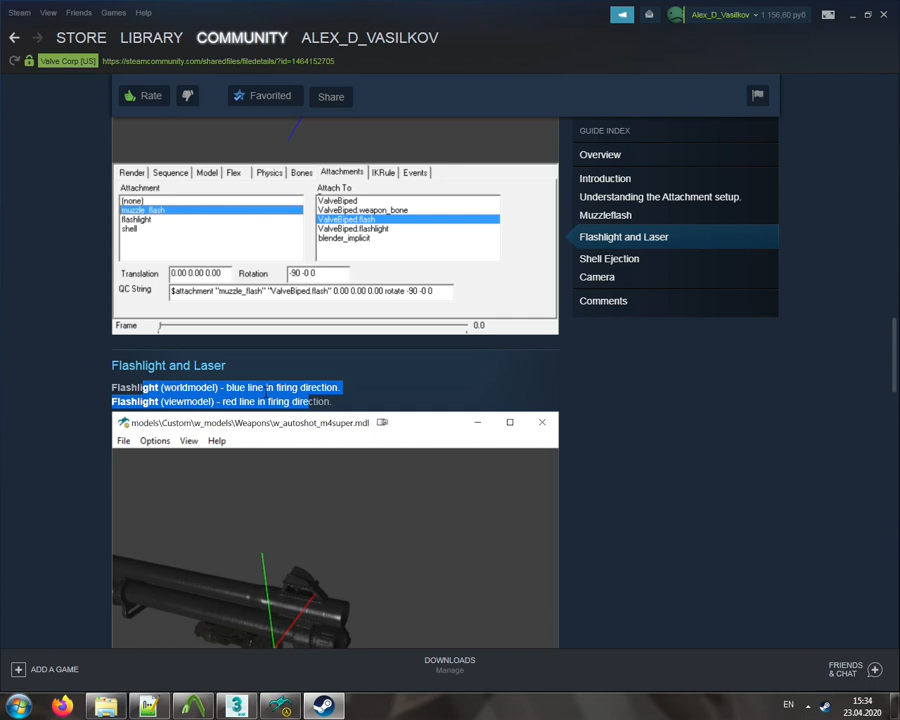 Steam View Friends Games Help
Alex_D_Vasilkov 1 156,60 руб
STORE LIBRARY COMMUNITY ALEX_D_VASILKOV
Valve Corp [US] https://steamcommunity.com/sharedfiles/filedetails/?id=1464152705
Rate Favorited Share
GUIDE INDEX
Overview
Introduction
Understanding the Attachment setup.
Muzzleflash
Flashlight and Laser
Shell Ejection
Camera
Comments
Render Sequence Model Flex Physics Bones Attachments IKRule Events
Attachment Attach To
(none) ValveBiped
muzzle_flash ValveBiped.weapon_bone
flashlight ValveBiped.flash
shell ValveBiped.flashlight
blender_implicit
Translation 0.00 0.00 0.00 Rotation -90 -0 0
QC String $attachment "muzzle_flash" "ValveBiped.flash" 0.00 0.00 0.00 rotate -90 -0 0
Frame 0.0
Flashlight and Laser
Flashlight (worldmodel) - blue line in firing direction.
Flashlight (viewmodel) - red line in firing direction.
models\Custom\w_models\Weapons\w_autoshot_m4super.mdl
File Options View Help
ADD A GAME
DOWNLOADS
Manage
FRIENDS
& CHAT
EN
15:34
23.04.2020